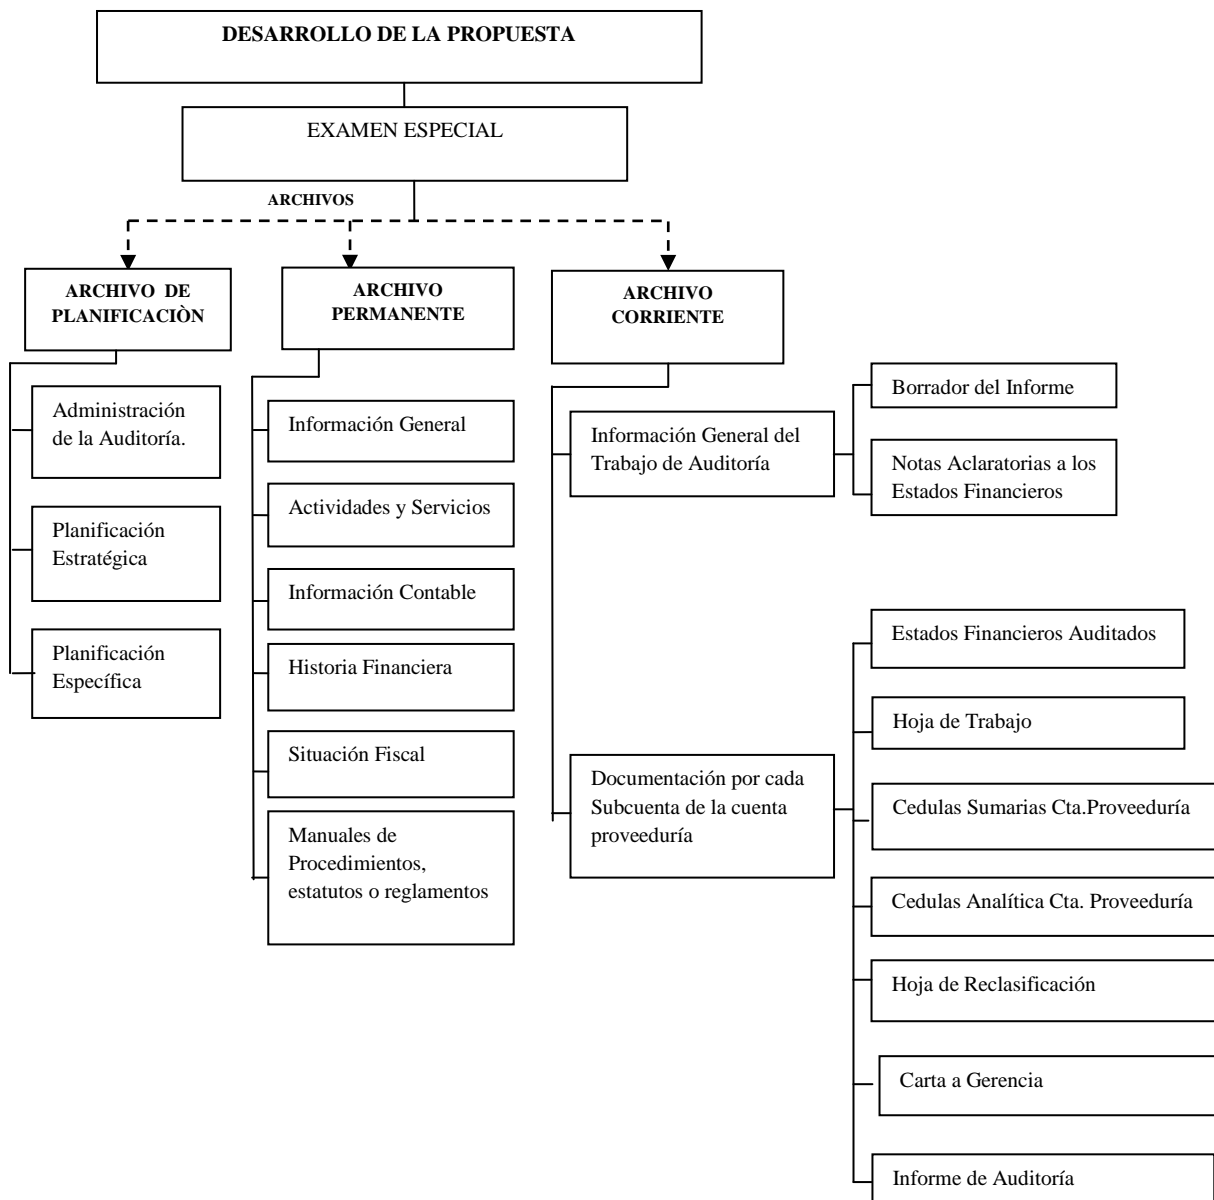 DESARROLLO DE LA PROPUESTA
EXAMEN ESPECIAL
ARCHIVOS
ARCHIVO DE
PLANIFICACIÒN
Administración
de la Auditoría.
Planificación
Estratégica
Planificación
Específica
ARCHIVO
PERMANENTE
Información General
Actividades y Servicios
Información Contable
Historia Financiera
Situación Fiscal
Manuales de
Procedimientos,
estatutos o reglamentos
ARCHIVO
CORRIENTE
Información General del
Trabajo de Auditoría
Borrador del Informe
Notas Aclaratorias a los
Estados Financieros
Documentación por cada
Subcuenta de la cuenta
proveeduría
Estados Financieros Auditados
Hoja de Trabajo
Cedulas Sumarias Cta.Proveeduría
Cedulas Analítica Cta. Proveeduría
Hoja de Reclasificación
Carta a Gerencia
Informe de Auditoría